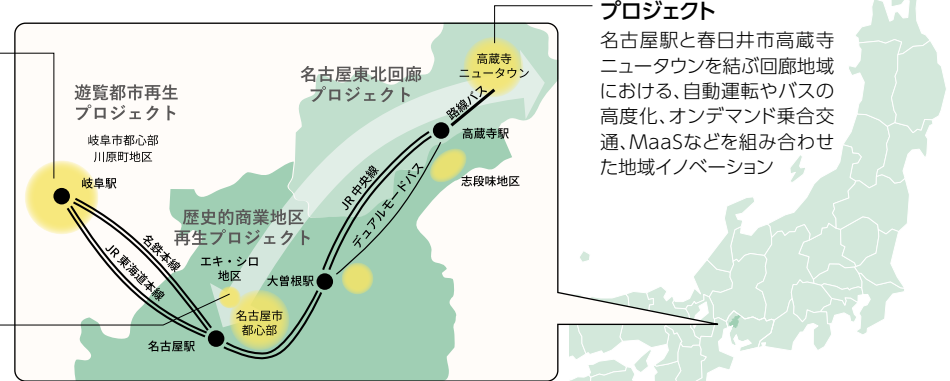 プロジェクト
名古屋駅と春日井市高蔵寺
ニュータウンを結ぶ回廊地域
における、自動運転やバスの
高度化、オンデマンド乗合交
通、MaaSなどを組み合わせ
た地域イノベーション
高蔵寺
ニュータウン
名古屋東北回廊
プロジェクト
路線バス
遊覧都市再生
プロジェクト
高蔵寺駅
岐阜市都心部
川原町地区
志段味地区
岐阜駅
JR中央線
デュアルモードバス
歴史的商業地区
再生プロジェクト
名鉄本線
JR東海道本線
エキ・シロ
地区
大曽根駅
名古屋市
都心部
名古屋駅